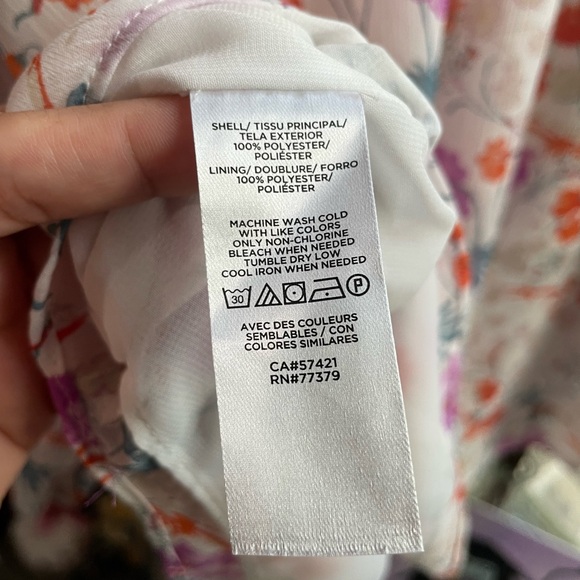 SHELL/ TISSU PRINCIPAL/
TELA EXTERIOR
100% POLYESTER/
POLIÉSTER
LINING/ DOUBLURE/ FORRO
100% POLYESTER/
POLIÉSTER
MACHINE WASH COLD
WITH LIKE COLORS
ONLY NON-CHLORINE
BLEACH WHEN NEEDED
TUMBLE DRY LOW
COOL IRON WHEN NEEDED
30 P
AVEC DES COULEURS
SEMBLABLES / CON
COLORES SIMILARES
CA#57421
RN#77379